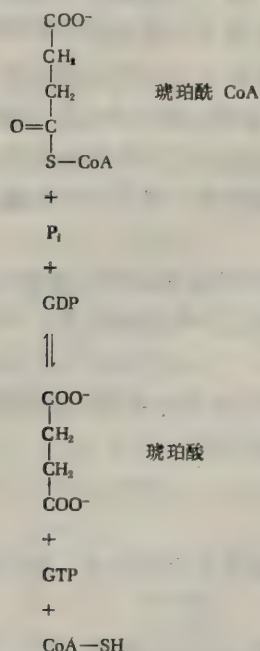 COO⁻
CH₂
CH₂ 琥珀酰 CoA
O=C
S—CoA
+
Pᵢ
+
GDP
⇌
COO⁻
CH₂
CH₂ 琥珀酸
COO⁻
+
GTP
+
CoA—SH